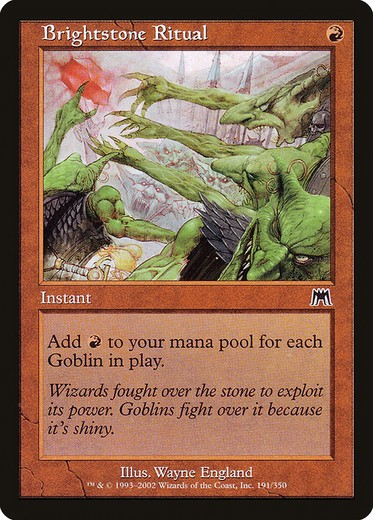 Brightstone Ritual
Instant
Add to your mana pool for each
Goblin in play.
Wizards fought over the stone to exploit
its power. Goblins fight over it because
it's shiny.
Illus. Wayne England
™ & © 1993–2002 Wizards of the Coast, Inc. 191/350